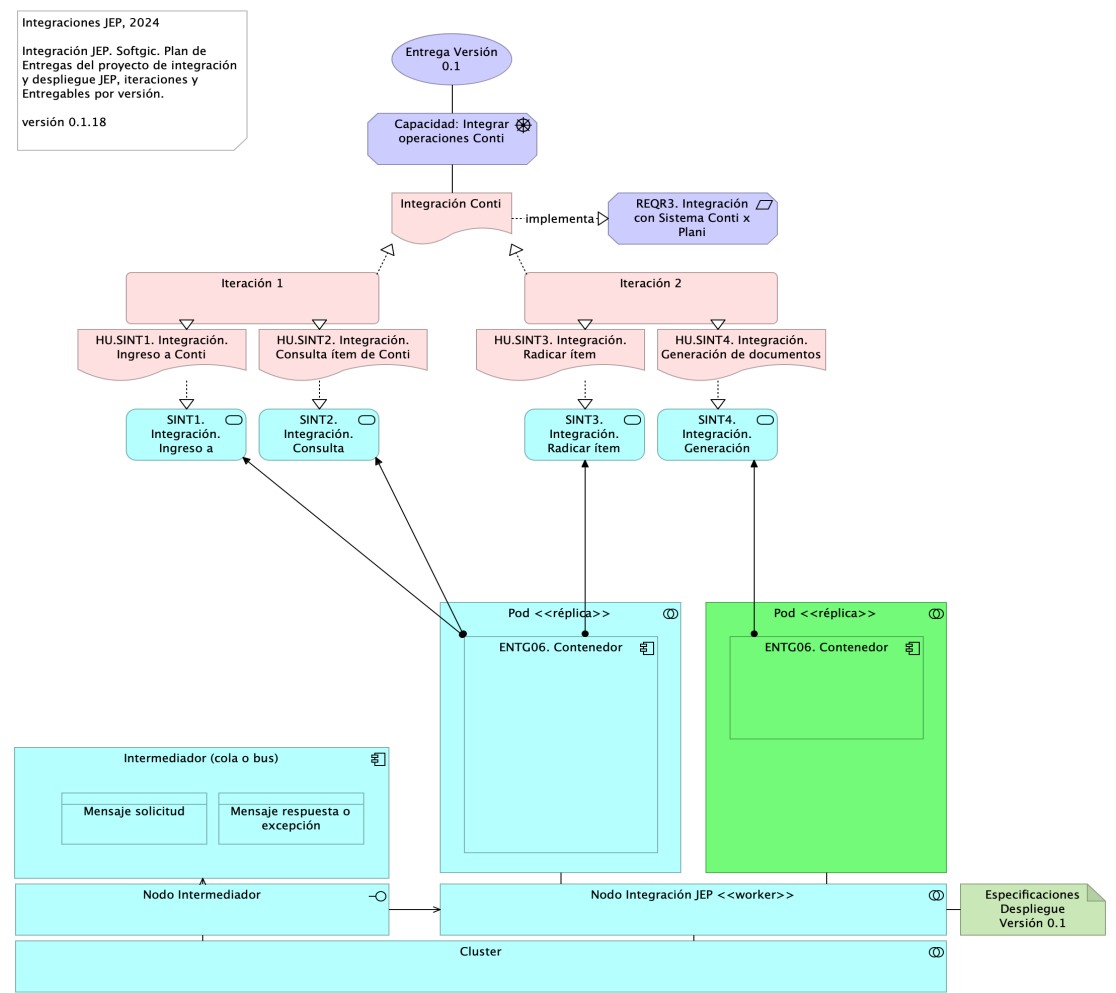 Integraciones JEP, 2024
Integración JEP. Softgic. Plan de
Entregas del proyecto de integración
y despliegue JEP, iteraciones y
Entregables por versión.
versión 0.1.18
Entrega Versión
0.1
Capacidad: Integrar
operaciones Conti
Integración Conti
implementa
REQR3. Integración
con Sistema Conti x
Plani
Iteración 1
Iteración 2
HU.SINT1. Integración.
Ingreso a Conti
HU.SINT2. Integración.
Consulta ítem de Conti
HU.SINT3. Integración.
Radicar ítem
HU.SINT4. Integración.
Generación de documentos
SINT1.
Integración.
Ingreso a
SINT2.
Integración.
Consulta
SINT3.
Integración.
Radicar ítem
SINT4.
Integración.
Generación
Pod <<réplica>>
ENTG06. Contenedor
Pod <<réplica>>
ENTG06. Contenedor
Intermediador (cola o bus)
Mensaje solicitud
Mensaje respuesta o
excepción
Nodo Intermediador
Nodo Integración JEP <<worker>>
Especificaciones
Despliegue
Versión 0.1
Cluster